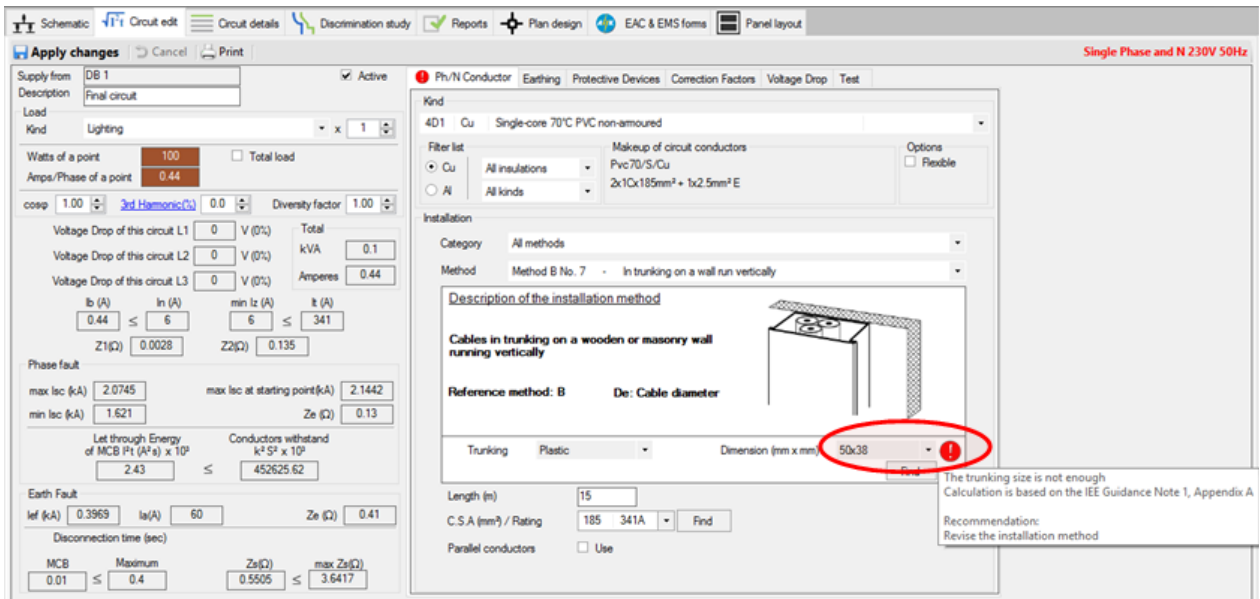 Schematic Circuit edit Circuit details Discrimination study Reports Plan design EAC & EMS forms Panel layout
Apply changes Cancel Print Single Phase and N 230V 50Hz
Supply from DB 1 Active
Description Final circuit
Load
Kind Lighting x 1
Watts of a point 100 Total load
Amps/Phase of a point 0.44
cosφ 1.00 3rd Harmonic(%) 0.0 Diversity factor 1.00
Voltage Drop of this circuit L1 0 V (0%)
Voltage Drop of this circuit L2 0 V (0%)
Voltage Drop of this circuit L3 0 V (0%)
Total
kVA 0.1
Amperes 0.44
Ib (A) In (A) min Iz (A) It (A)
0.44 ≤ 6 6 ≤ 341
Z1(Ω) 0.0028 Z2(Ω) 0.135
Phase fault
max Isc (kA) 2.0745 max Isc at starting point(kA) 2.1442
min Isc (kA) 1.621 Ze (Ω) 0.13
Let through Energy Conductors withstand
of MCB I²t (A²s) x 10³ k² S² x 10³
2.43 ≤ 452625.62
Earth Fault
Ief (kA) 0.3969 Ia(A) 60 Ze (Ω) 0.41
Disconnection time (sec)
MCB Maximum Zs(Ω) max Zs(Ω)
0.01 ≤ 0.4 0.5505 ≤ 3.6417
Ph/N Conductor Earthing Protective Devices Correction Factors Voltage Drop Test
Kind
4D1 Cu Single-core 70°C PVC non-armoured
Filter list
Cu All insulations
Al All kinds
Makeup of circuit conductors
Pvc70/S/Cu
2x1Cx185mm² + 1x2.5mm² E
Options
Flexible
Installation
Category All methods
Method Method B No. 7 - In trunking on a wall run vertically
Description of the installation method
Cables in trunking on a wooden or masonry wall
running vertically
Reference method: B De: Cable diameter
Trunking Plastic Dimension (mm x mm) 50x38
Find
The trunking size is not enough
Calculation is based on the IEE Guidance Note 1, Appendix A
Recommendation:
Revise the installation method
Length (m) 15
C.S.A (mm²) / Rating 185 341A Find
Parallel conductors Use